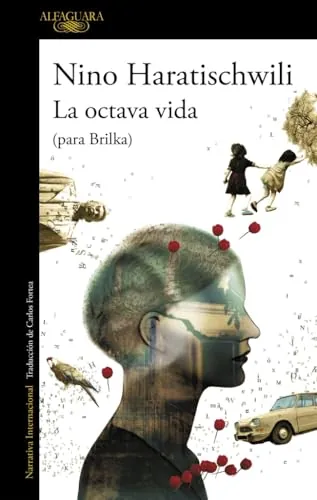 ALFAGUARA
Nino Haratischwili
La octava vida
(para Brilka)
Narrativa Internacional
Traducción de Carlos Fortea